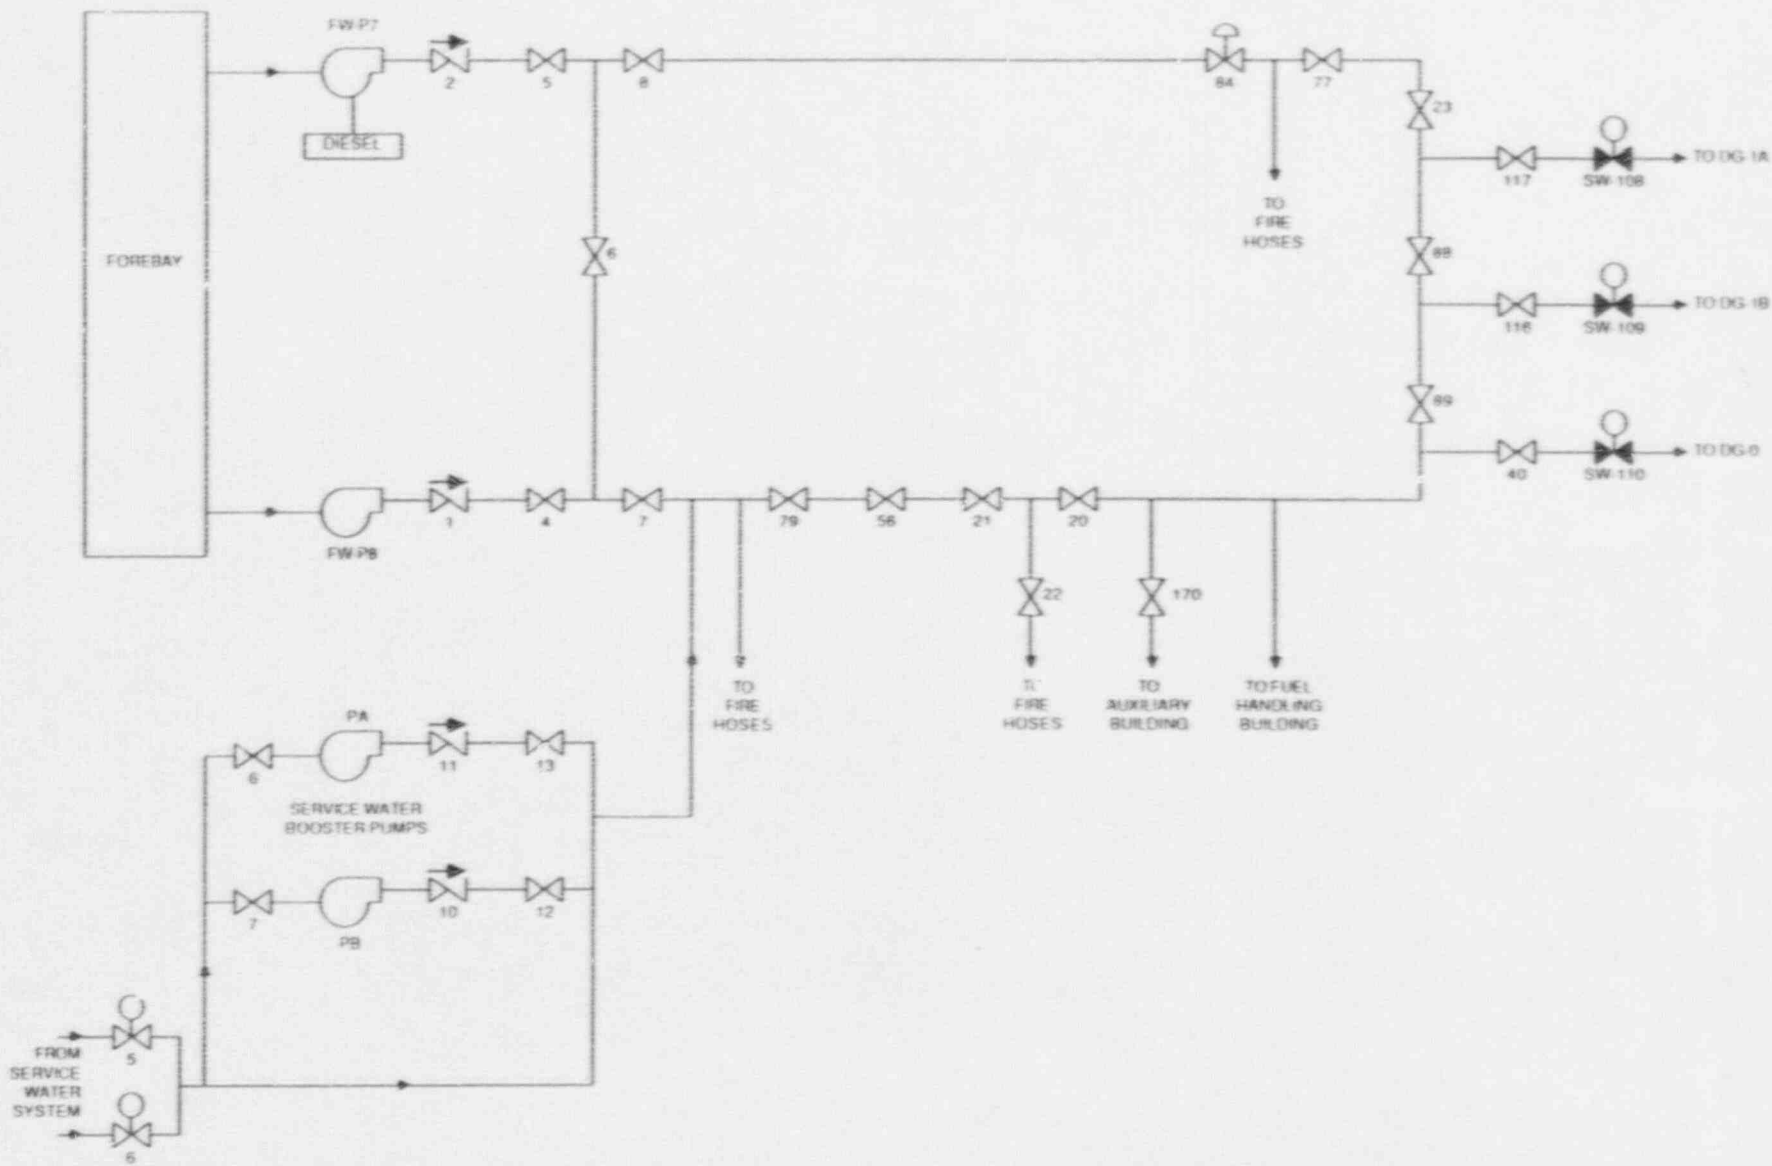 FW-P7
2
5
8
84
77
DIESEL
23
TO DG-1A
117
SW-108
TO
FIRE
HOSES
FOREBAY
6
88
TO DG-1B
116
SW-109
89
TO DG-0
40
SW-110
4
7
79
56
21
20
FW-P8
22
170
TO
FIRE
HOSES
FIRE
HOSES
TO
AUXILIARY
BUILDING
TO FUEL
HANDLING
BUILDING
PA
6
11
13
SERVICE WATER
BOOSTER PUMPS
7
10
12
PB
5
FROM
SERVICE
WATER
SYSTEM
6